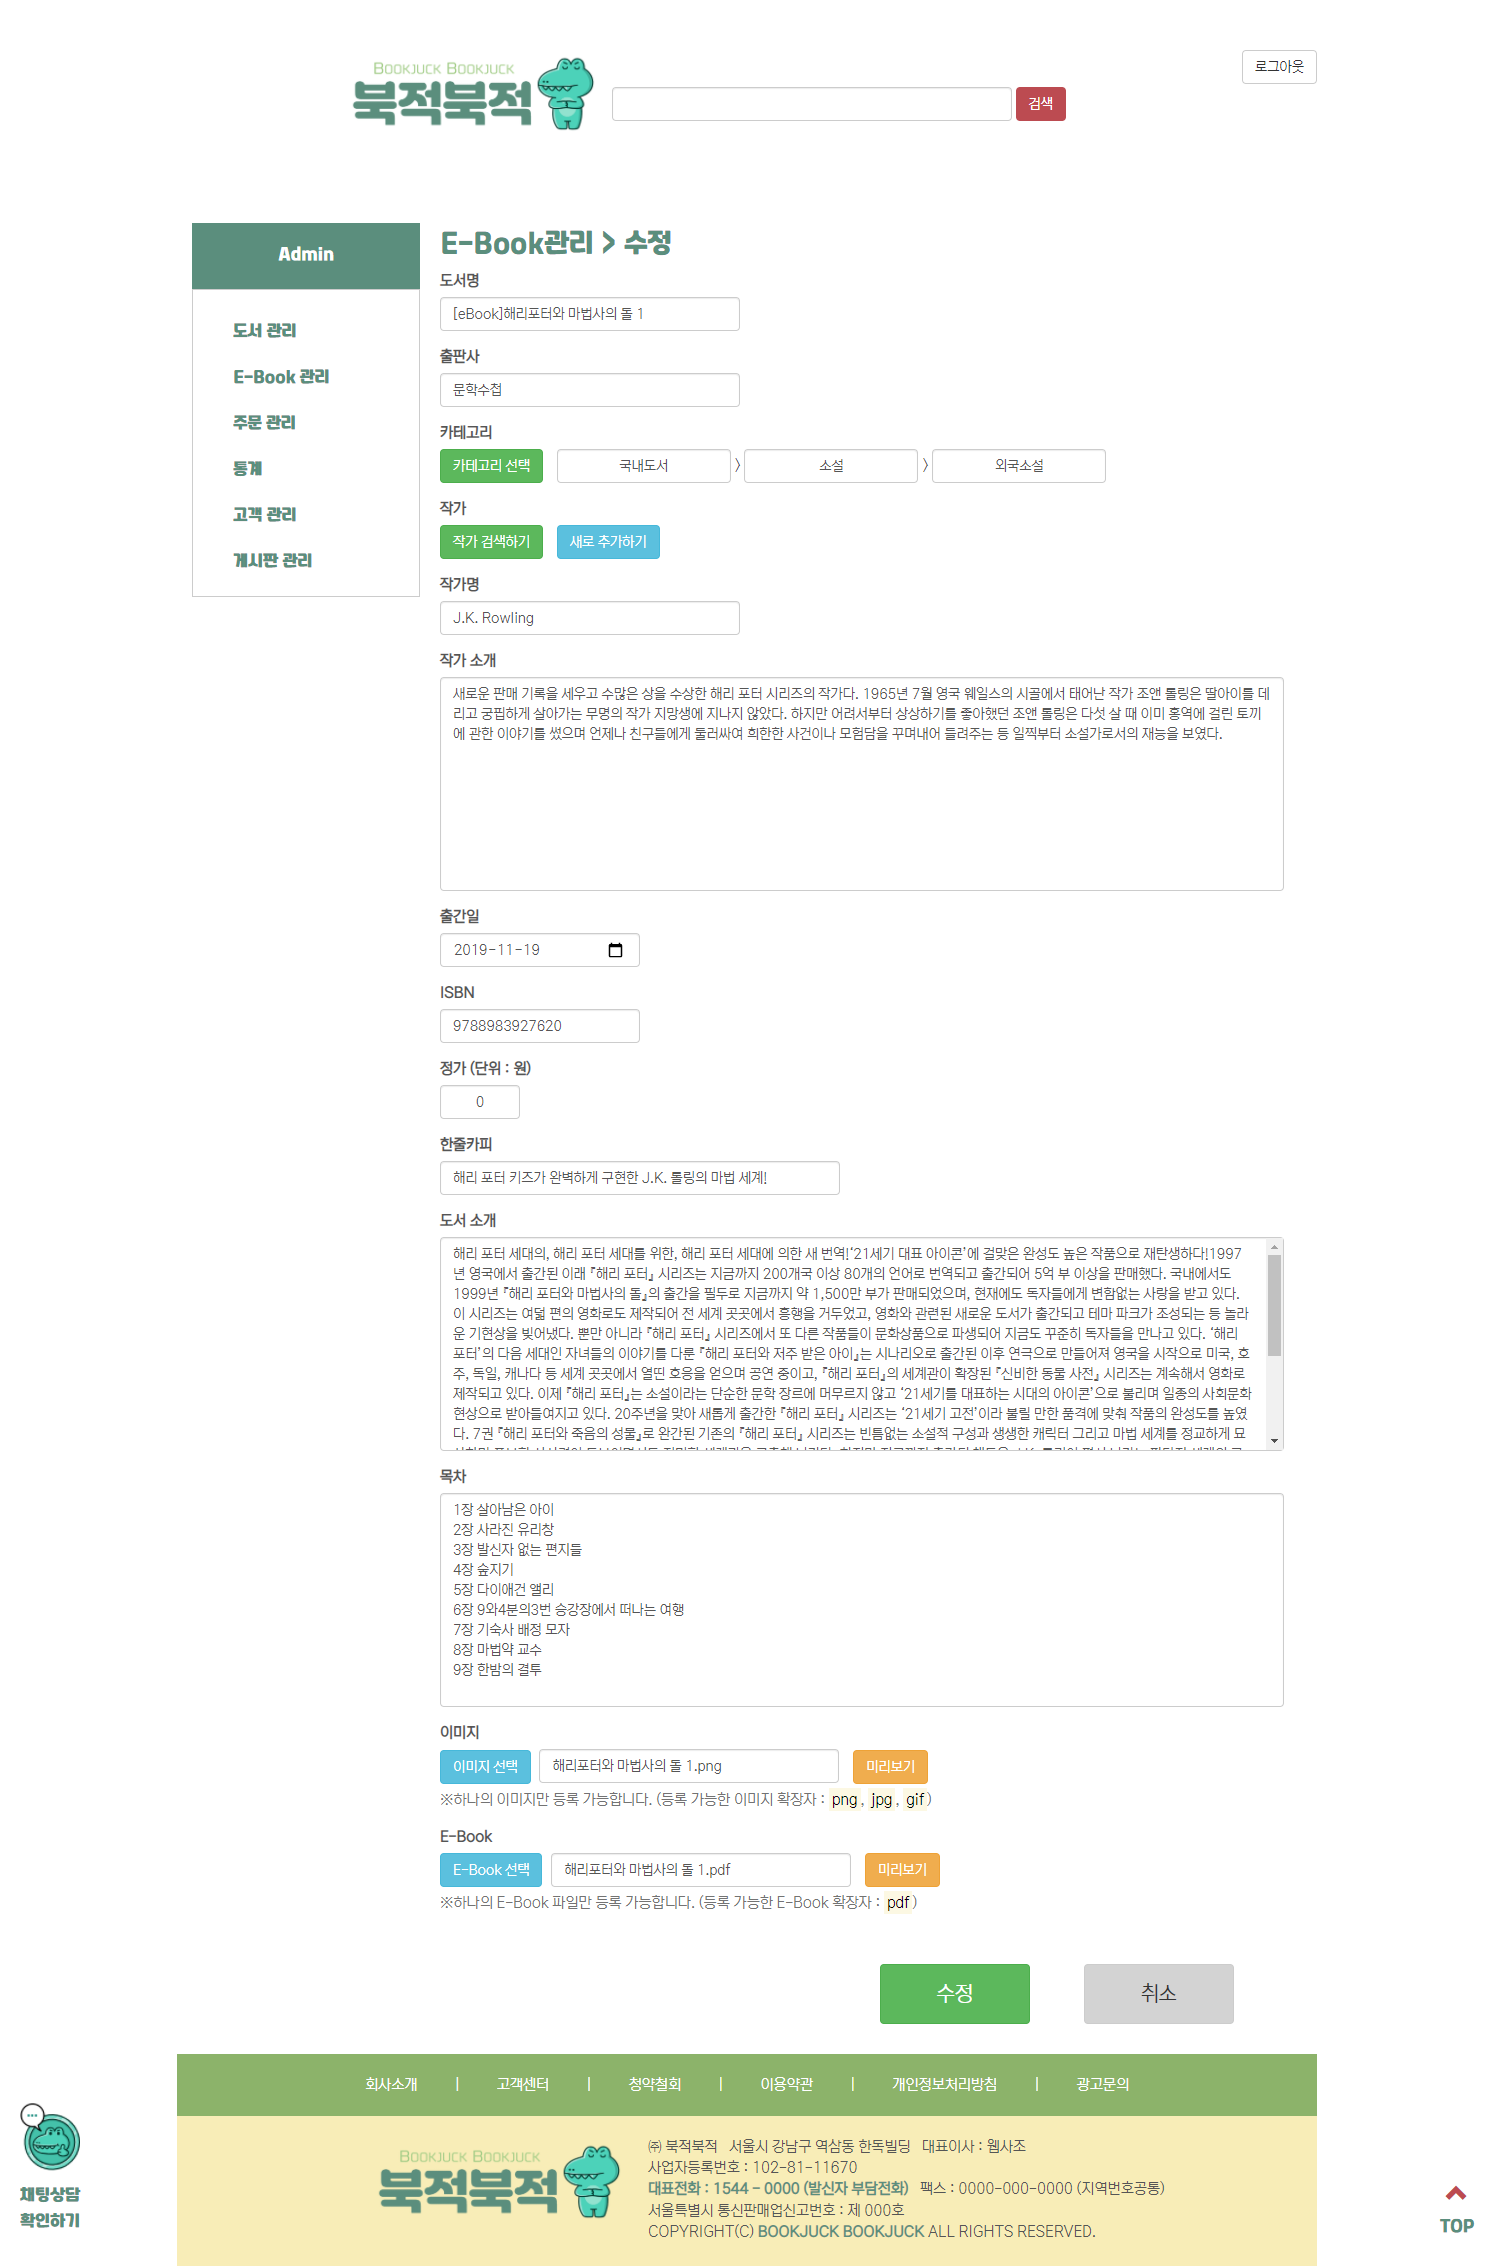 BOOKJUCK BOOKJUCK
북적북적
로그아웃
검색
Admin
도서 관리
E-Book 관리
주문 관리
통계
고객 관리
게시판 관리
E-Book관리 > 수정
도서명
[eBook]해리포터와 마법사의 돌 1
출판사
문학수첩
카테고리
카테고리 선택 국내도서 > 소설 > 외국소설
작가
작가 검색하기 새로 추가하기
작가명
J.K. Rowling
작가 소개
새로운 판매 기록을 세우고 수많은 상을 수상한 해리 포터 시리즈의 작가다. 1965년 7월 영국 웨일스의 시골에서 태어난 작가 조앤 롤링은 딸아이를 데
리고 궁핍하게 살아가는 무명의 작가 지망생에 지나지 않았다. 하지만 어려서부터 상상하기를 좋아했던 조앤 롤링은 다섯 살 때 이미 홍역에 걸린 토끼
에 관한 이야기를 썼으며 언제나 친구들에게 둘러싸여 희한한 사건이나 모험담을 꾸며내어 들려주는 등 일찍부터 소설가로서의 재능을 보였다.
출간일
2019-11-19
ISBN
9788983927620
정가 (단위 : 원)
0
한줄카피
해리 포터 키즈가 완벽하게 구현한 J.K. 롤링의 마법 세계!
도서 소개
해리 포터 세대의, 해리 포터 세대를 위한, 해리 포터 세대에 의한 새 번역!‘21세기 대표 아이콘’에 걸맞은 완성도 높은 작품으로 재탄생하다!1997
년 영국에서 출간된 이래 『해리 포터』 시리즈는 지금까지 200개국 이상 80개의 언어로 번역되고 출간되어 5억 부 이상을 판매했다. 국내에서도
1999년 『해리 포터와 마법사의 돌』의 출간을 필두로 지금까지 약 1,500만 부가 판매되었으며, 현재에도 독자들에게 변함없는 사랑을 받고 있다.
이 시리즈는 여덟 편의 영화로도 제작되어 전 세계 곳곳에서 흥행을 거두었고, 영화와 관련된 새로운 도서가 출간되고 테마 파크가 조성되는 등 놀라
운 기현상을 빚어냈다. 뿐만 아니라 『해리 포터』 시리즈에서 또 다른 작품들이 문화상품으로 파생되어 지금도 꾸준히 독자들을 만나고 있다. ‘해리
포터’의 다음 세대인 자녀들의 이야기를 다룬 『해리 포터와 저주 받은 아이』는 시나리오로 출간된 이후 연극으로 만들어져 영국을 시작으로 미국, 호
주, 독일, 캐나다 등 세계 곳곳에서 열띤 호응을 얻으며 공연 중이고, 『해리 포터』의 세계관이 확장된 『신비한 동물 사전』 시리즈는 계속해서 영화로
제작되고 있다. 이제 『해리 포터』는 소설이라는 단순한 문학 장르에 머무르지 않고 ‘21세기를 대표하는 시대의 아이콘’으로 불리며 일종의 사회문화
현상으로 받아들여지고 있다. 20주년을 맞아 새롭게 출간한 『해리 포터』 시리즈는 ‘21세기 고전’이라 불릴 만한 품격에 맞춰 작품의 완성도를 높였
다. 7권 『해리 포터와 죽음의 성물』로 완간된 기존의 『해리 포터』 시리즈는 빈틈없는 소설적 구성과 생생한 캐릭터 그리고 마법 세계를 정교하게 묘
목차
1장 살아남은 아이
2장 사라진 유리창
3장 발신자 없는 편지들
4장 숲지기
5장 다이애건 앨리
6장 9와4분의3번 승강장에서 떠나는 여행
7장 기숙사 배정 모자
8장 마법약 교수
9장 한밤의 결투
이미지
이미지 선택 해리포터와 마법사의 돌 1.png 미리보기
※하나의 이미지만 등록 가능합니다. (등록 가능한 이미지 확장자 : png, jpg, gif)
E-Book
E-Book 선택 해리포터와 마법사의 돌 1.pdf 미리보기
※하나의 E-Book 파일만 등록 가능합니다. (등록 가능한 E-Book 확장자 : pdf)
수정 취소
회사소개 | 고객센터 | 청약철회 | 이용약관 | 개인정보처리방침 | 광고문의
BOOKJUCK BOOKJUCK
북적북적
㈜ 북적북적 서울시 강남구 역삼동 한독빌딩 대표이사 : 웹사조
사업자등록번호 : 102-81-11670
대표전화 : 1544 - 0000 (발신자 부담전화) 팩스 : 0000-000-0000 (지역번호공통)
서울특별시 통신판매업신고번호 : 제 000호
COPYRIGHT(C) BOOKJUCK BOOKJUCK ALL RIGHTS RESERVED.
채팅상담
확인하기
TOP